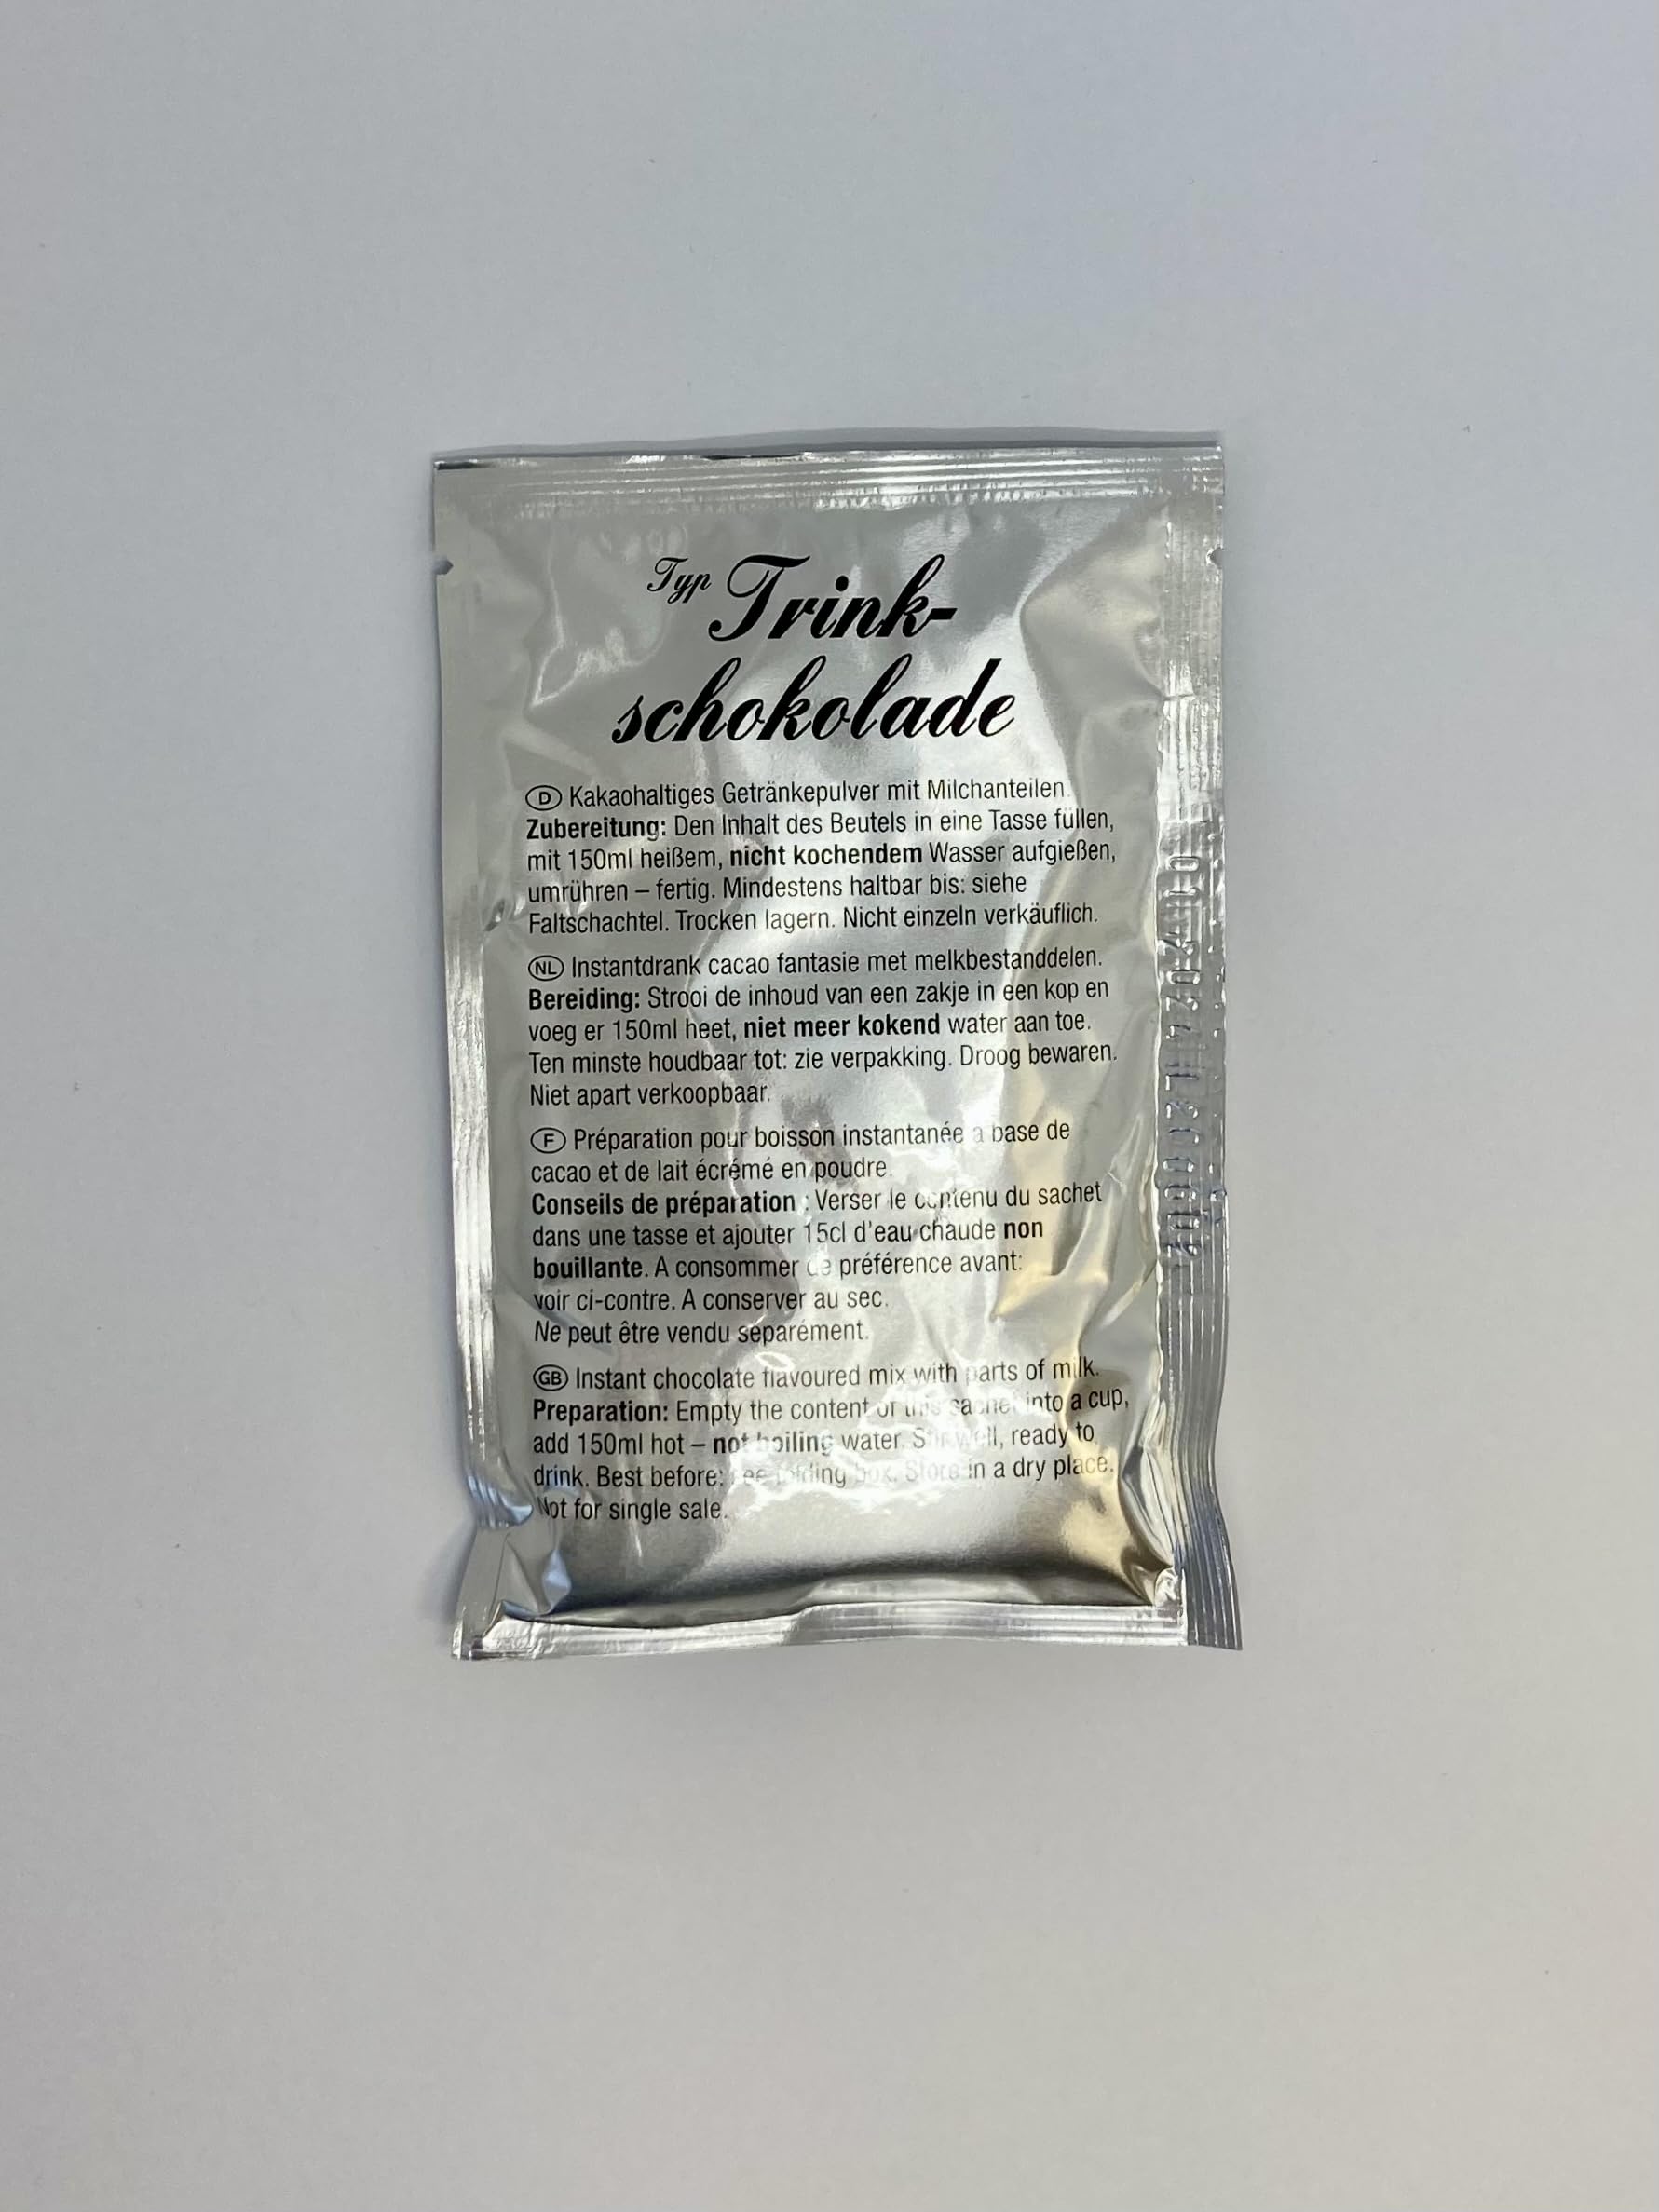 Typ Trink-
schokolade
D Kakaohaltiges Getränkepulver mit Milchanteilen.
Zubereitung: Den Inhalt des Beutels in eine Tasse füllen,
mit 150ml heißem, nicht kochendem Wasser aufgießen,
umrühren – fertig. Mindestens haltbar bis: siehe
Faltschachtel. Trocken lagern. Nicht einzeln verkäuflich.
NL Instantdrank cacao fantasie met melkbestanddelen.
Bereiding: Strooi de inhoud van een zakje in een kop en
voeg er 150ml heet, niet meer kokend water aan toe.
Ten minste houdbaar tot: zie verpakking. Droog bewaren.
Niet apart verkoopbaar.
F Préparation pour boisson instantanée a base de
cacao et de lait écrémé en poudre.
Conseils de préparation : Verser le contenu du sachet
dans une tasse et ajouter 15cl d'eau chaude non
bouillante. A consommer de préférence avant:
voir ci-contre. A conserver au sec.
Ne peut être vendu separément.
GB Instant chocolate flavoured mix with parts of milk.
Preparation: Empty the content of this sachet into a cup,
add 150ml hot – not boiling water. Stir well, ready to
drink. Best before: see folding box. Store in a dry place.
Not for single sale.